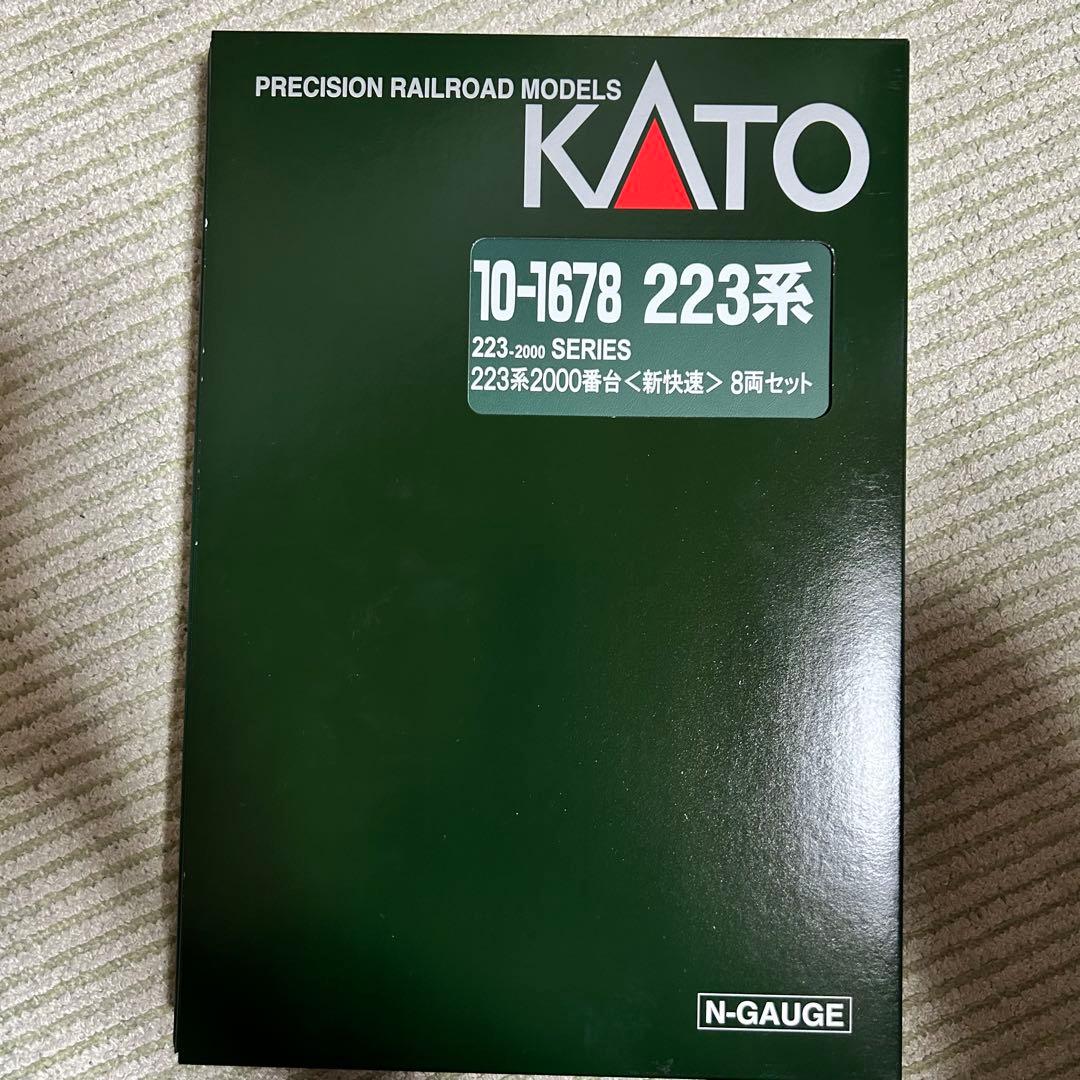 PRECISION RAILROAD MODELS
KATO
10-1678 223系
223-2000 SERIES
223系2000番台<新快速> 8両セット
N-GAUGE